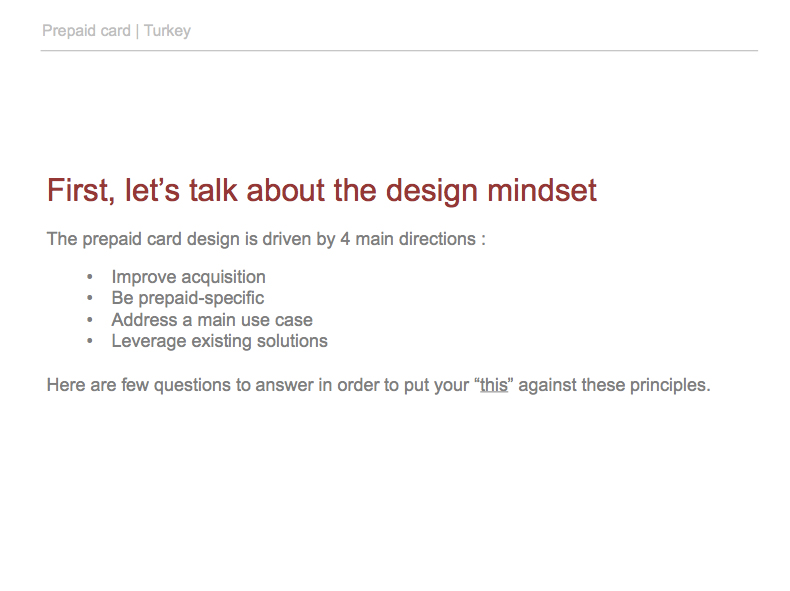 Prepaid card | Turkey
First, let’s talk about the design mindset
The prepaid card design is driven by 4 main directions :
• Improve acquisition
• Be prepaid-specific
• Address a main use case
• Leverage existing solutions
Here are few questions to answer in order to put your “this” against these principles.